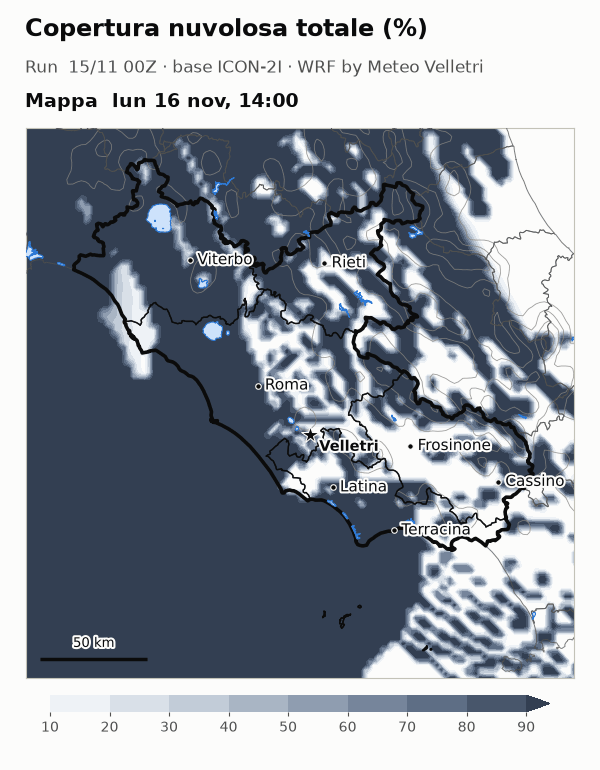 Copertura nuvolosa totale (%)
Run 15/11 00Z · base ICON-2I · WRF by Meteo Velletri
Mappa lun 16 nov, 14:00
Viterbo
Rieti
Roma
Velletri
Frosinone
Cassino
Latina
Terracina
50 km
10 20 30 40 50 60 70 80 90